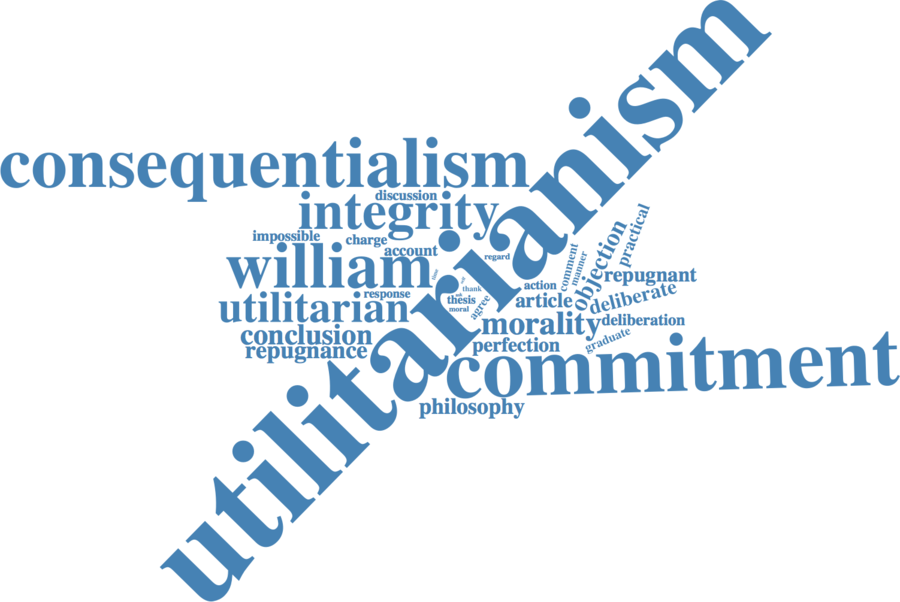 utilitarianism
consequentialism
discussion
integrity
impossible
charge
account
william
regard
response
utilitarian
conclusion
repugnance
thank
thesis
moral
agree
action
article
comment
manner
objection
practical
repugnant
deliberate
morality
deliberation
graduate
perfection
commitment
philosophy